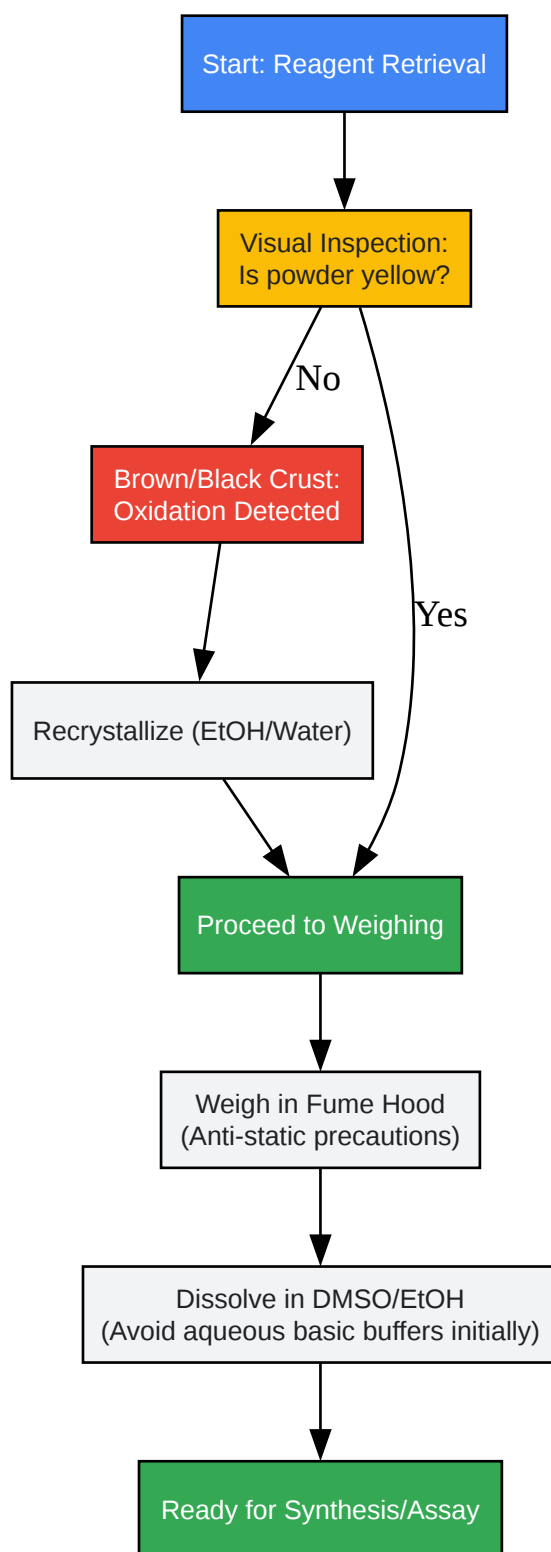 Start: Reagent Retrieval
Visual Inspection:
Is powder yellow?
No
Brown/Black Crust:
Oxidation Detected
Yes
Recrystallize (EtOH/Water)
Proceed to Weighing
Weigh in Fume Hood
(Anti-static precautions)
Dissolve in DMSO/EtOH
(Avoid aqueous basic buffers initially)
Ready for Synthesis/Assay